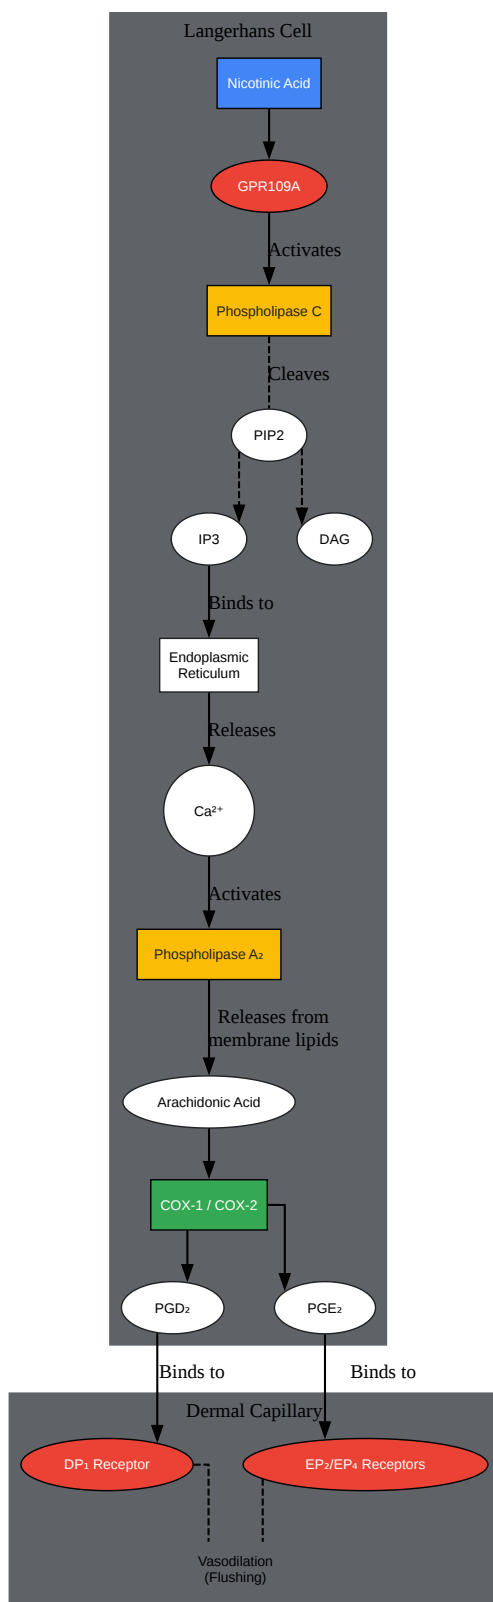 Langerhans Cell
Nicotinic Acid
GPR109A
Activates
Phospholipase C
Cleaves
PIP2
IP3
DAG
Binds to
Endoplasmic
Reticulum
Releases
Ca²⁺
Activates
Phospholipase A₂
Releases from
membrane lipids
Arachidonic Acid
COX-1 / COX-2
PGD₂
PGE₂
Binds to
Binds to
Dermal Capillary
DP₁ Receptor
EP₂/EP₄ Receptors
Vasodilation
(Flushing)